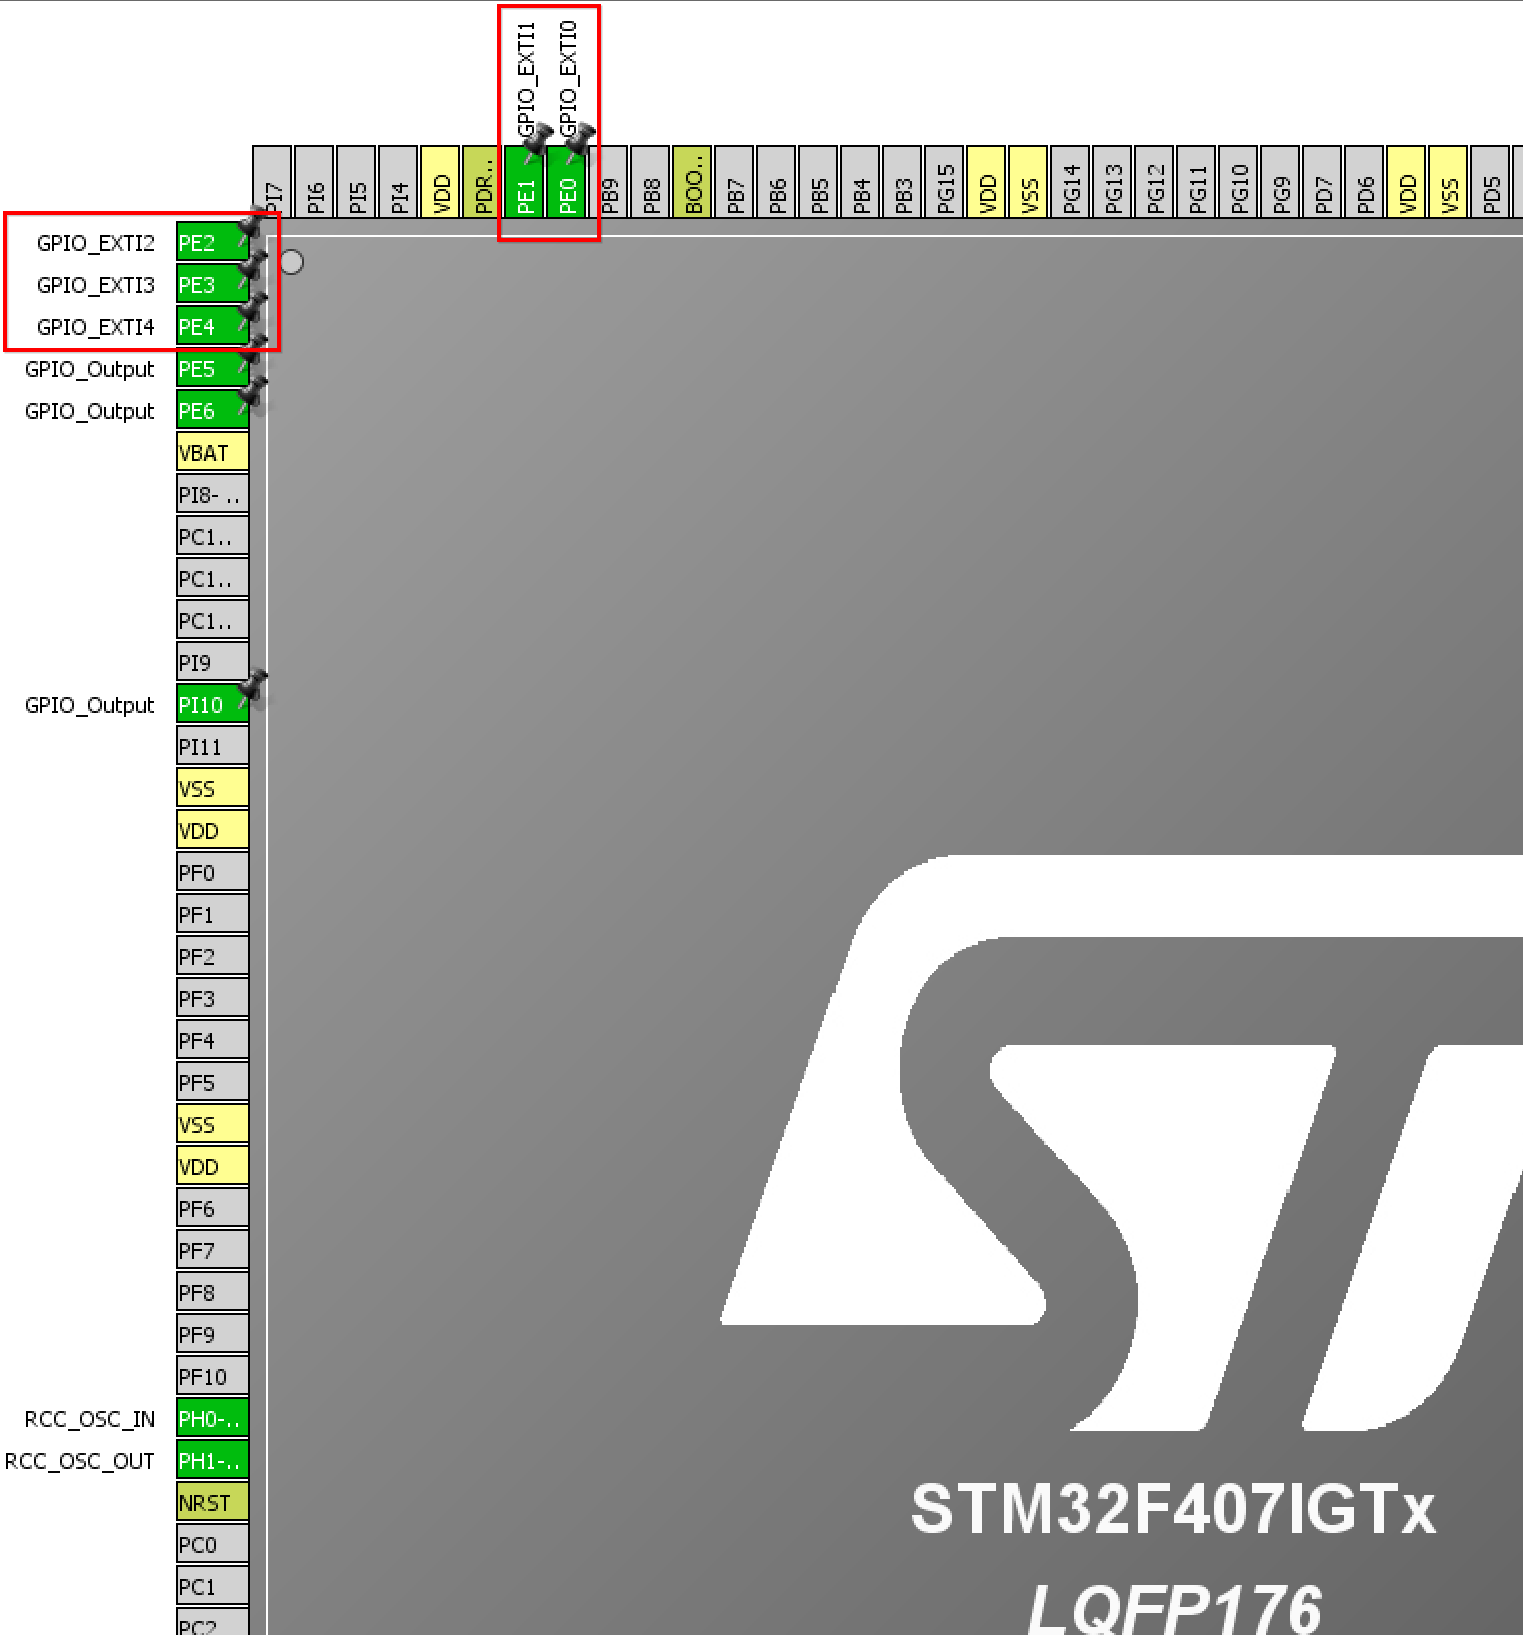 GPIO_EXTI1
GPIO_EXTI0
PI7
PI6
PI5
PI4
VDD
PDR..
PE1
PE0
PB9
PB8
BOO..
PB7
PB6
PB5
PB4
PB3
PG15
VDD
VSS
PG14
PG13
PG12
PG11
PG10
PG9
PD7
PD6
VDD
VSS
PD5
GPIO_EXTI2 PE2
GPIO_EXTI3 PE3
GPIO_EXTI4 PE4
GPIO_Output PE5
GPIO_Output PE6
VBAT
PI8- ..
PC1..
PC1..
PC1..
PI9
GPIO_Output PI10
PI11
VSS
VDD
PF0
PF1
PF2
PF3
PF4
PF5
VSS
VDD
PF6
PF7
PF8
PF9
PF10
RCC_OSC_IN PH0-..
RCC_OSC_OUT PH1-..
NRST
PC0
PC1
PC2
STM32F407IGTx
LQFP176